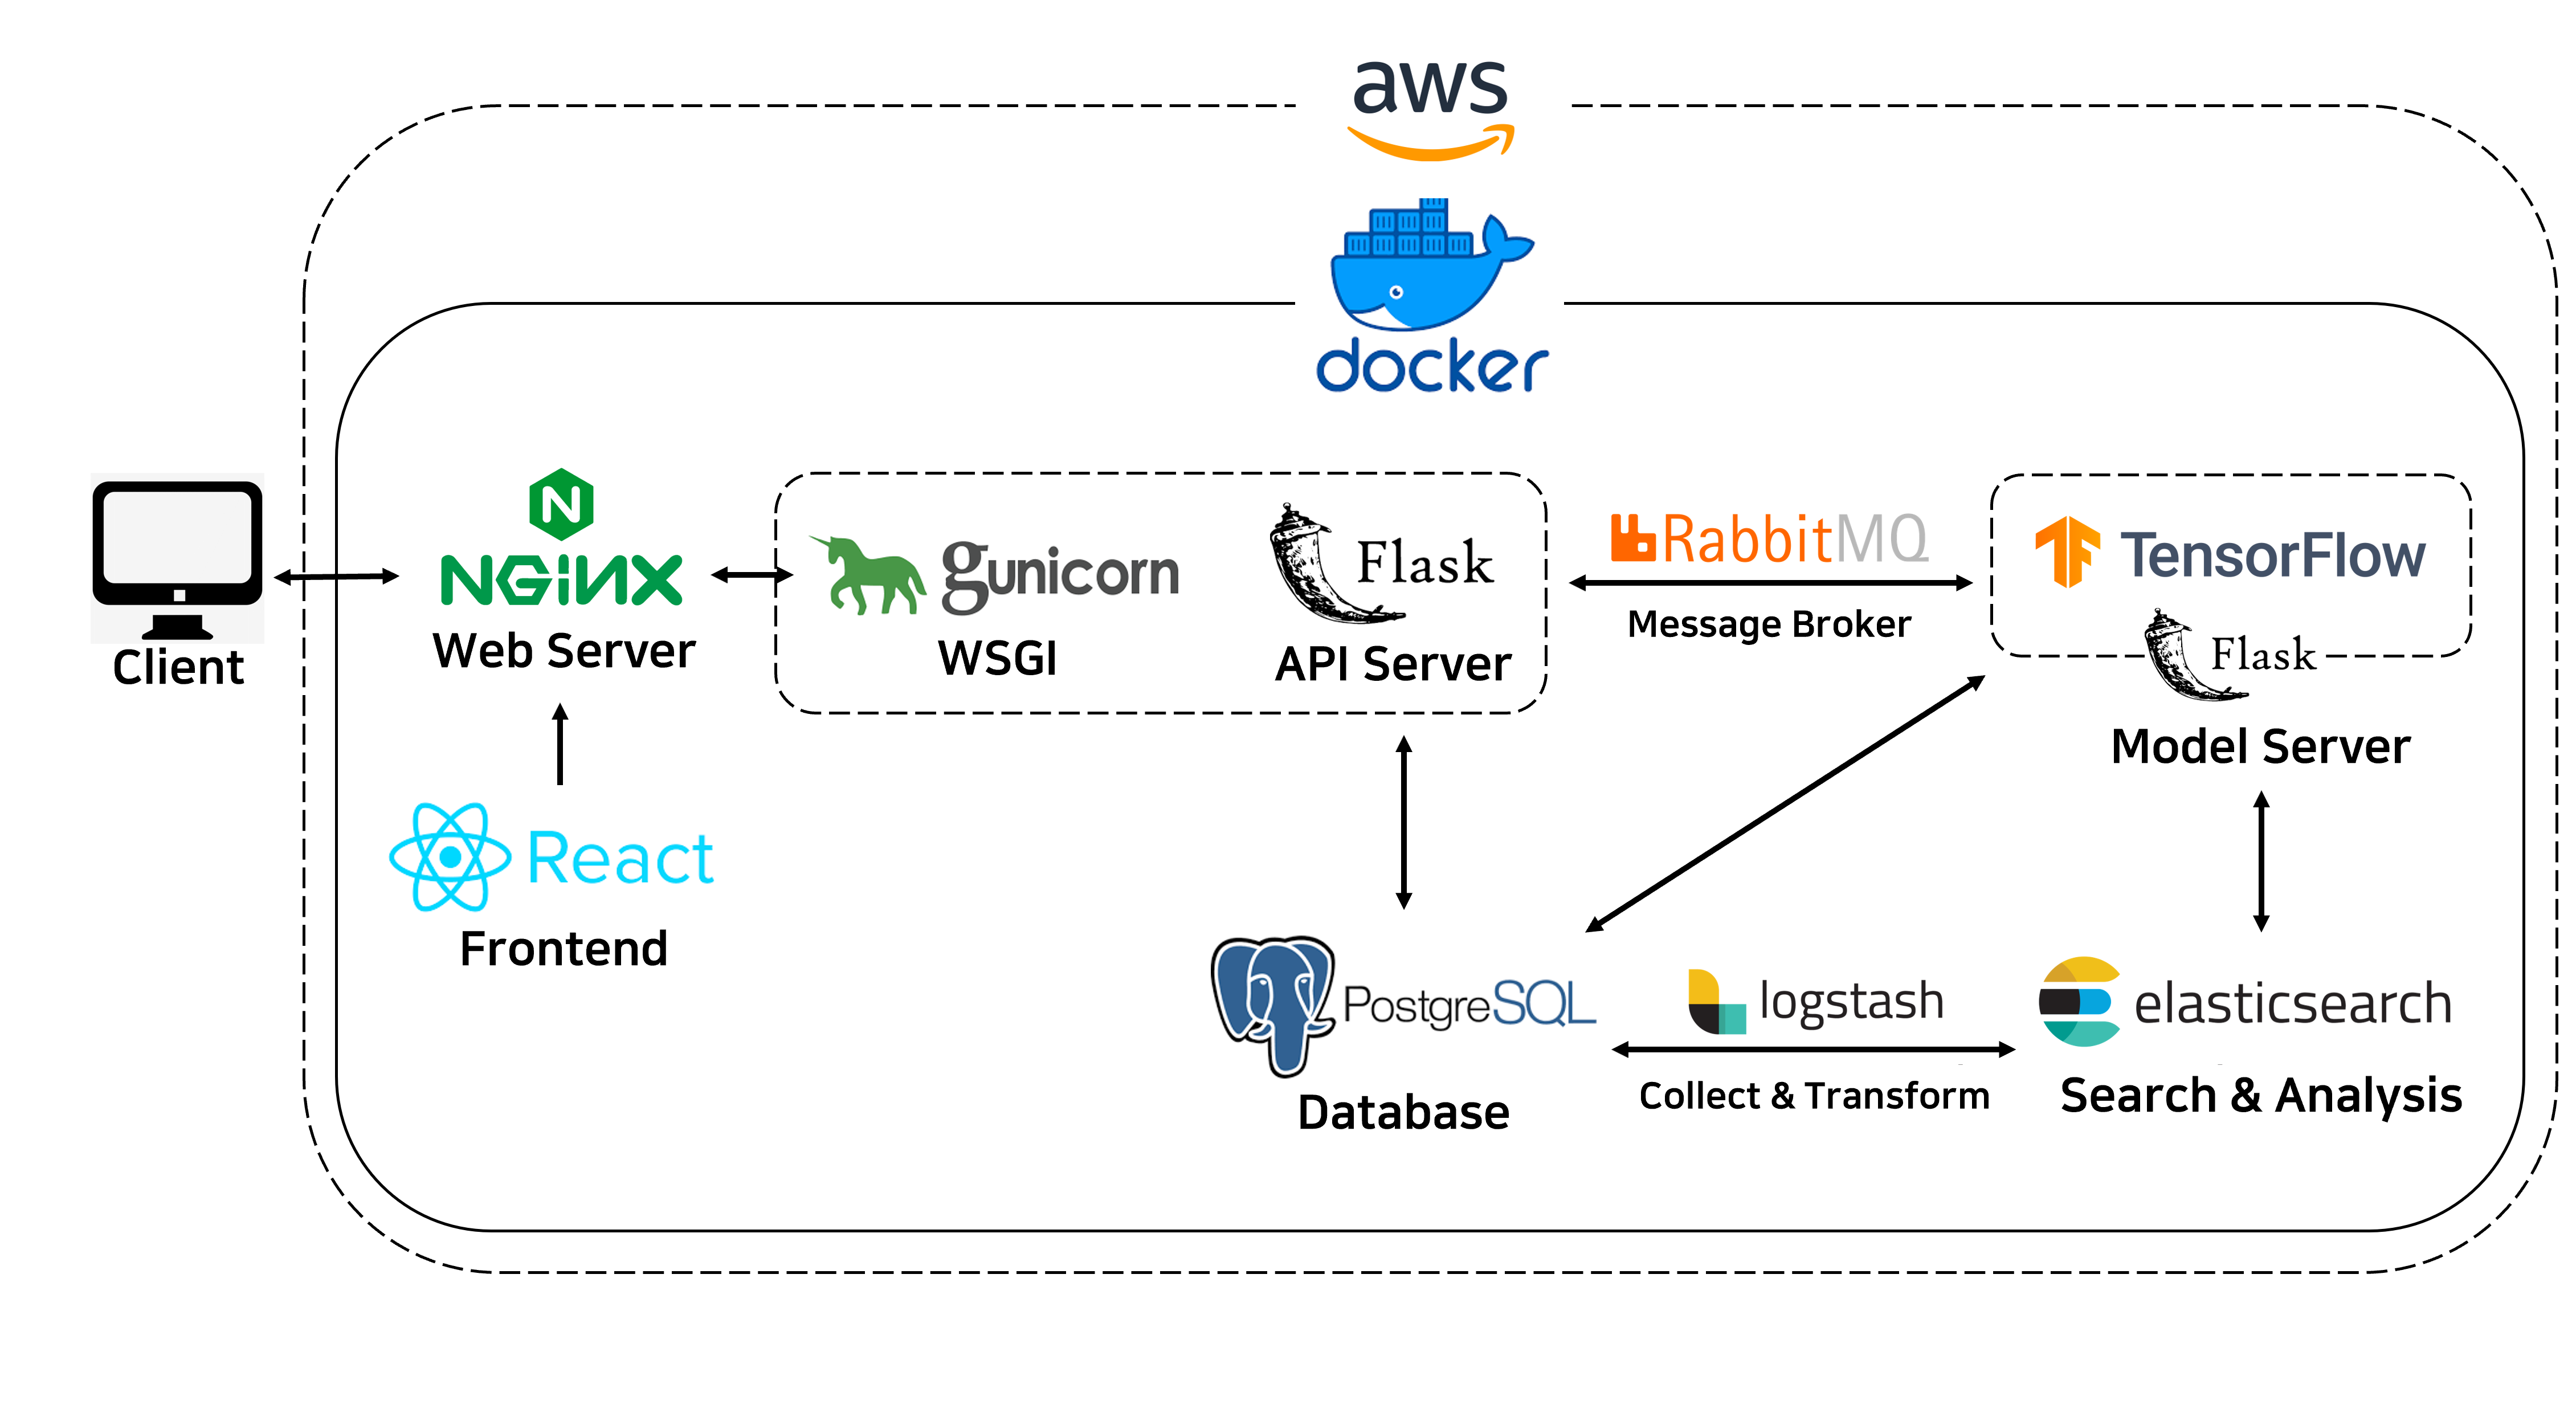 aws
docker
N
NGiNX
Web Server
Client
gunicorn
WSGI
Flask
API Server
RabbitMQ
Message Broker
TensorFlow
Flask
Model Server
React
Frontend
PostgreSQL
Database
logstash
Collect & Transform
elasticsearch
Search & Analysis